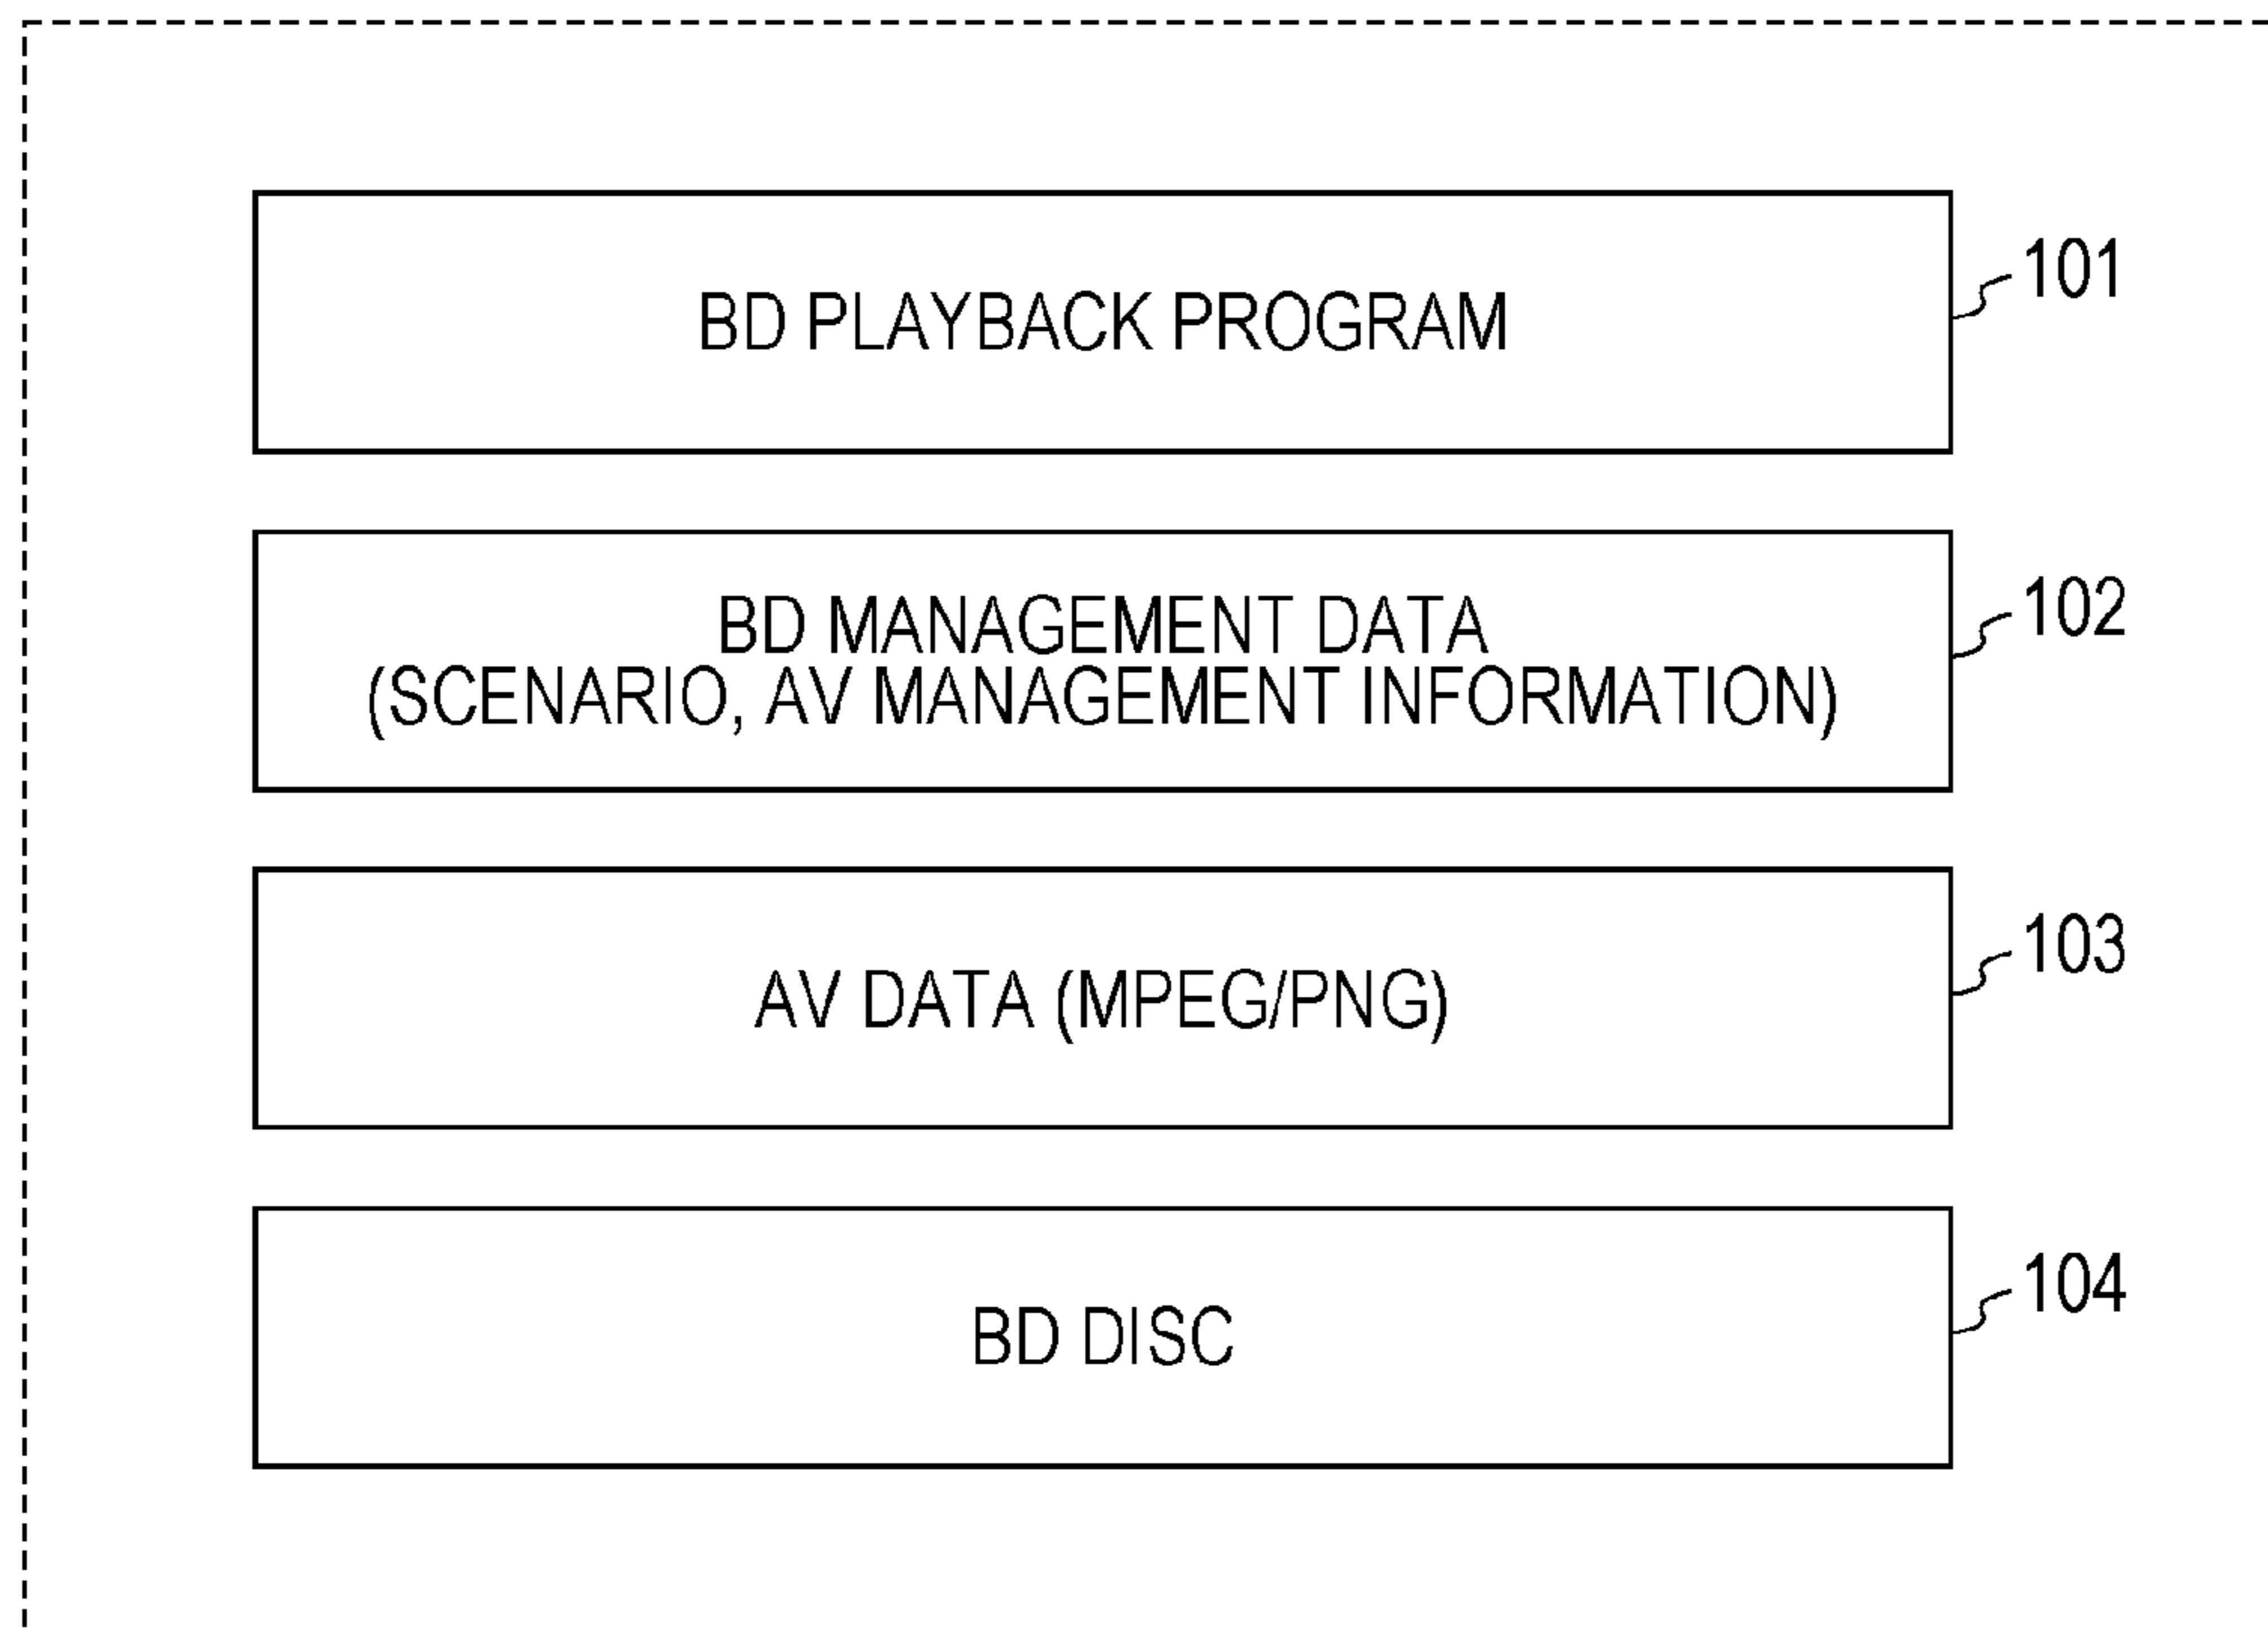 BD PLAYBACK PROGRAM
101
BD MANAGEMENT DATA
(SCENARIO, AV MANAGEMENT INFORMATION)
102
AV DATA (MPEG/PNG)
103
BD DISC
104